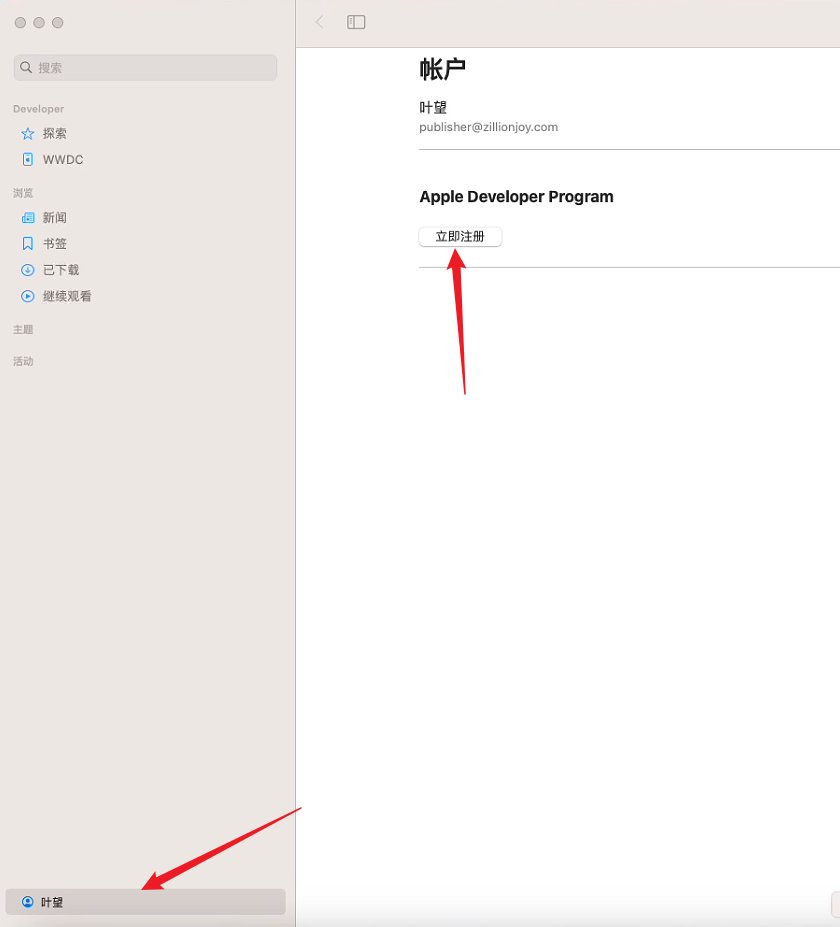 搜索
Developer
探索
WWDC
浏览
新闻
书签
已下载
继续观看
主题
活动
叶望
帐户
叶望
publisher@zillionjoy.com
Apple Developer Program
立即注册